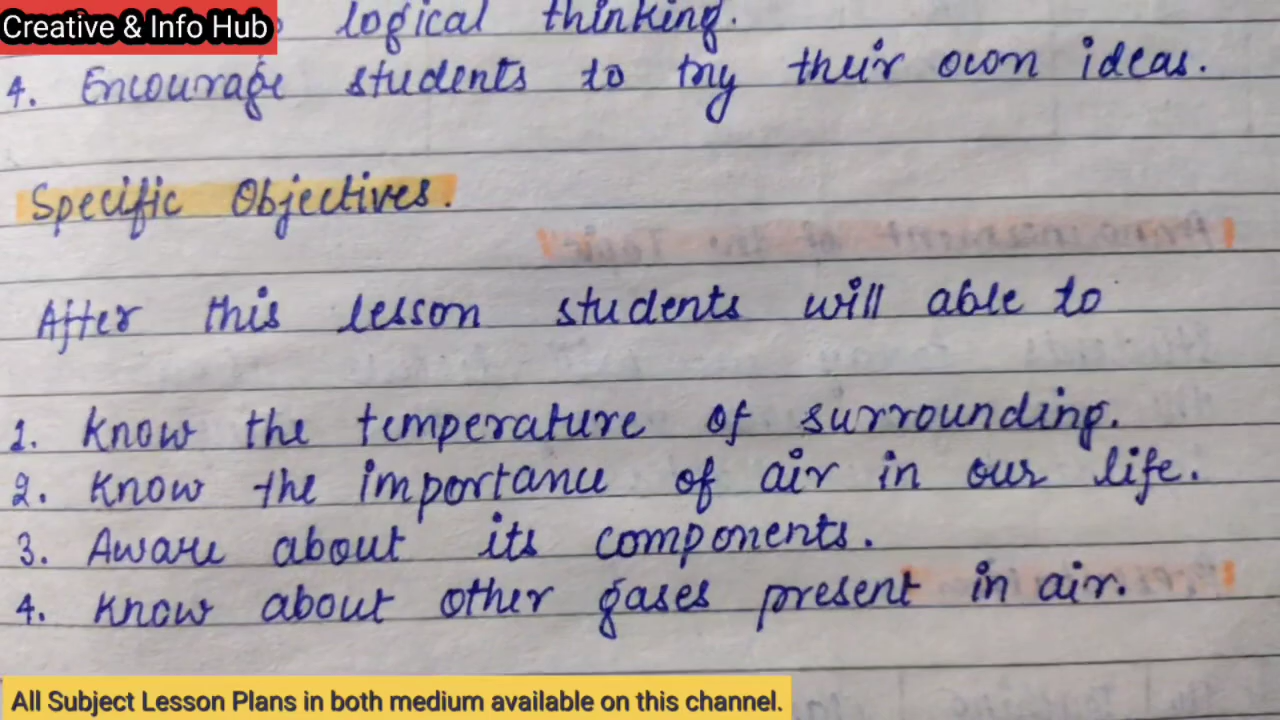 Creative & Info Hub
logical thinking.
4. Encourage students to try their own ideas.
Specific Objectives.
After this lesson students will able to
1. Know the temperature of surrounding.
2. Know the importance of air in our life.
3. Aware about its components.
4. Know about other gases present in air.
All Subject Lesson Plans in both medium available on this channel.